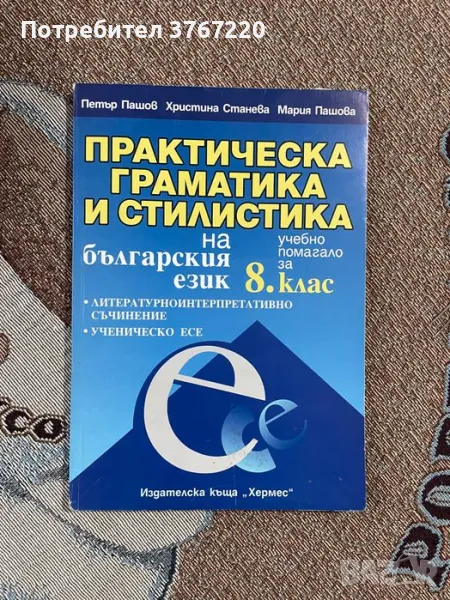 Потребител 3767220
Петър Пашов Христина Станева Мария Пашова
ПРАКТИЧЕСКА
ГРАМАТИКА
И СТИЛИСТИКА
на
българския
език
учебно
помагало
за
8. клас
• ЛИТЕРАТУРНОИНТЕРПРЕТАТИВНО
СЪЧИНЕНИЕ
• УЧЕНИЧЕСКО ЕСЕ
е
е
е
Издателска къща „Хермес"